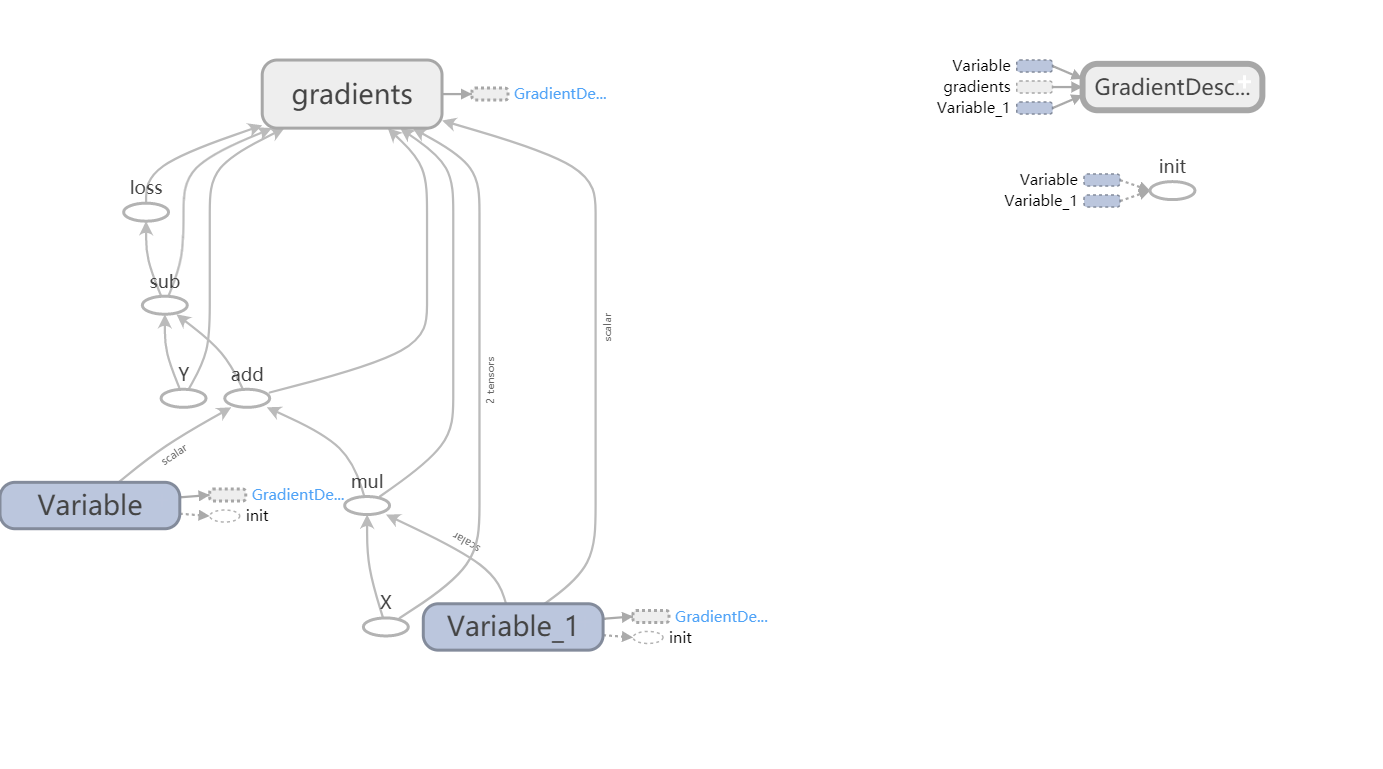 gradients
GradientDe...
loss
sub
Y
add
scalar
2 tensors
scalar
Variable
GradientDe...
init
mul
scalar
X
Variable_1
GradientDe...
init
Variable
gradients
Variable_1
GradientDesc...
+
init
Variable
Variable_1